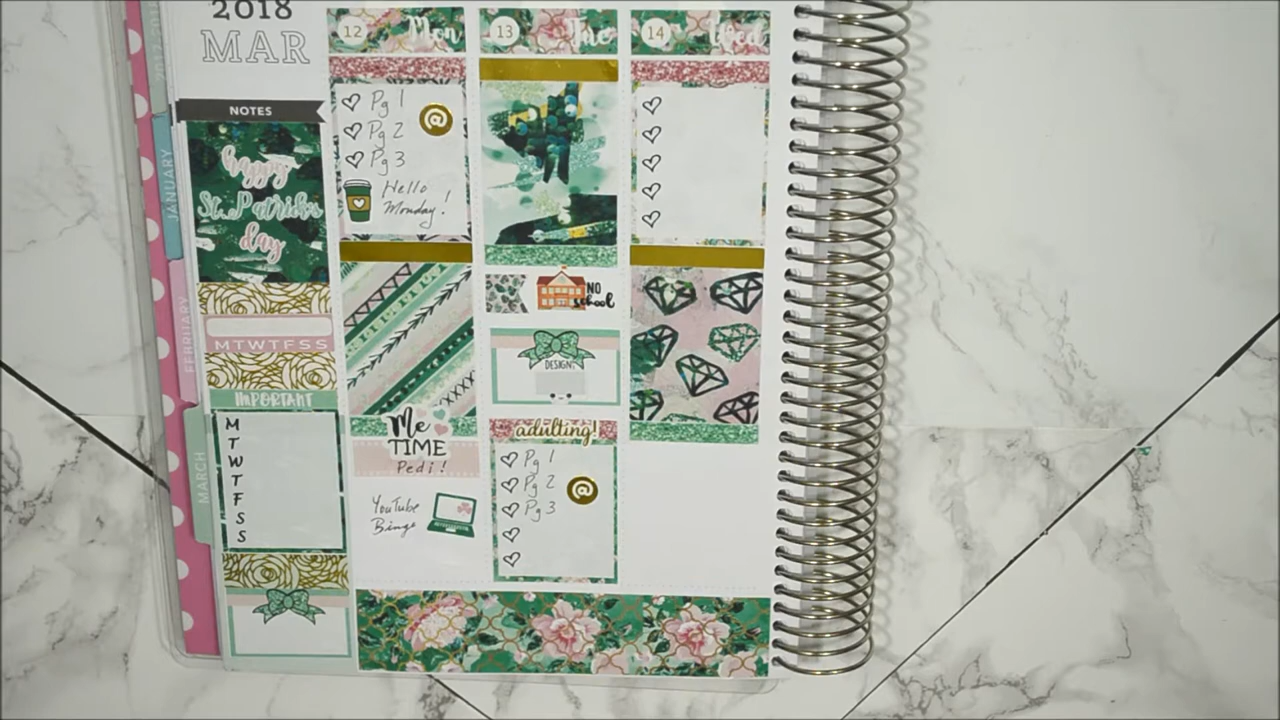 2018
MAR
NOTES
happy
St. Patricks
day
MTWTFSS
IMPORTANT
M
T
W
T
F
S
S
JANUARY
FEBRUARY
MARCH
12 Mon
Pg 1
Pg 2
Pg 3
@
Hello
Monday!
Me
TIME
Pedi!
YouTube
Binge
13 Tue
NO
school
DESIGN
adulting!
Pg 1
Pg 2
Pg 3
@
14 Wed